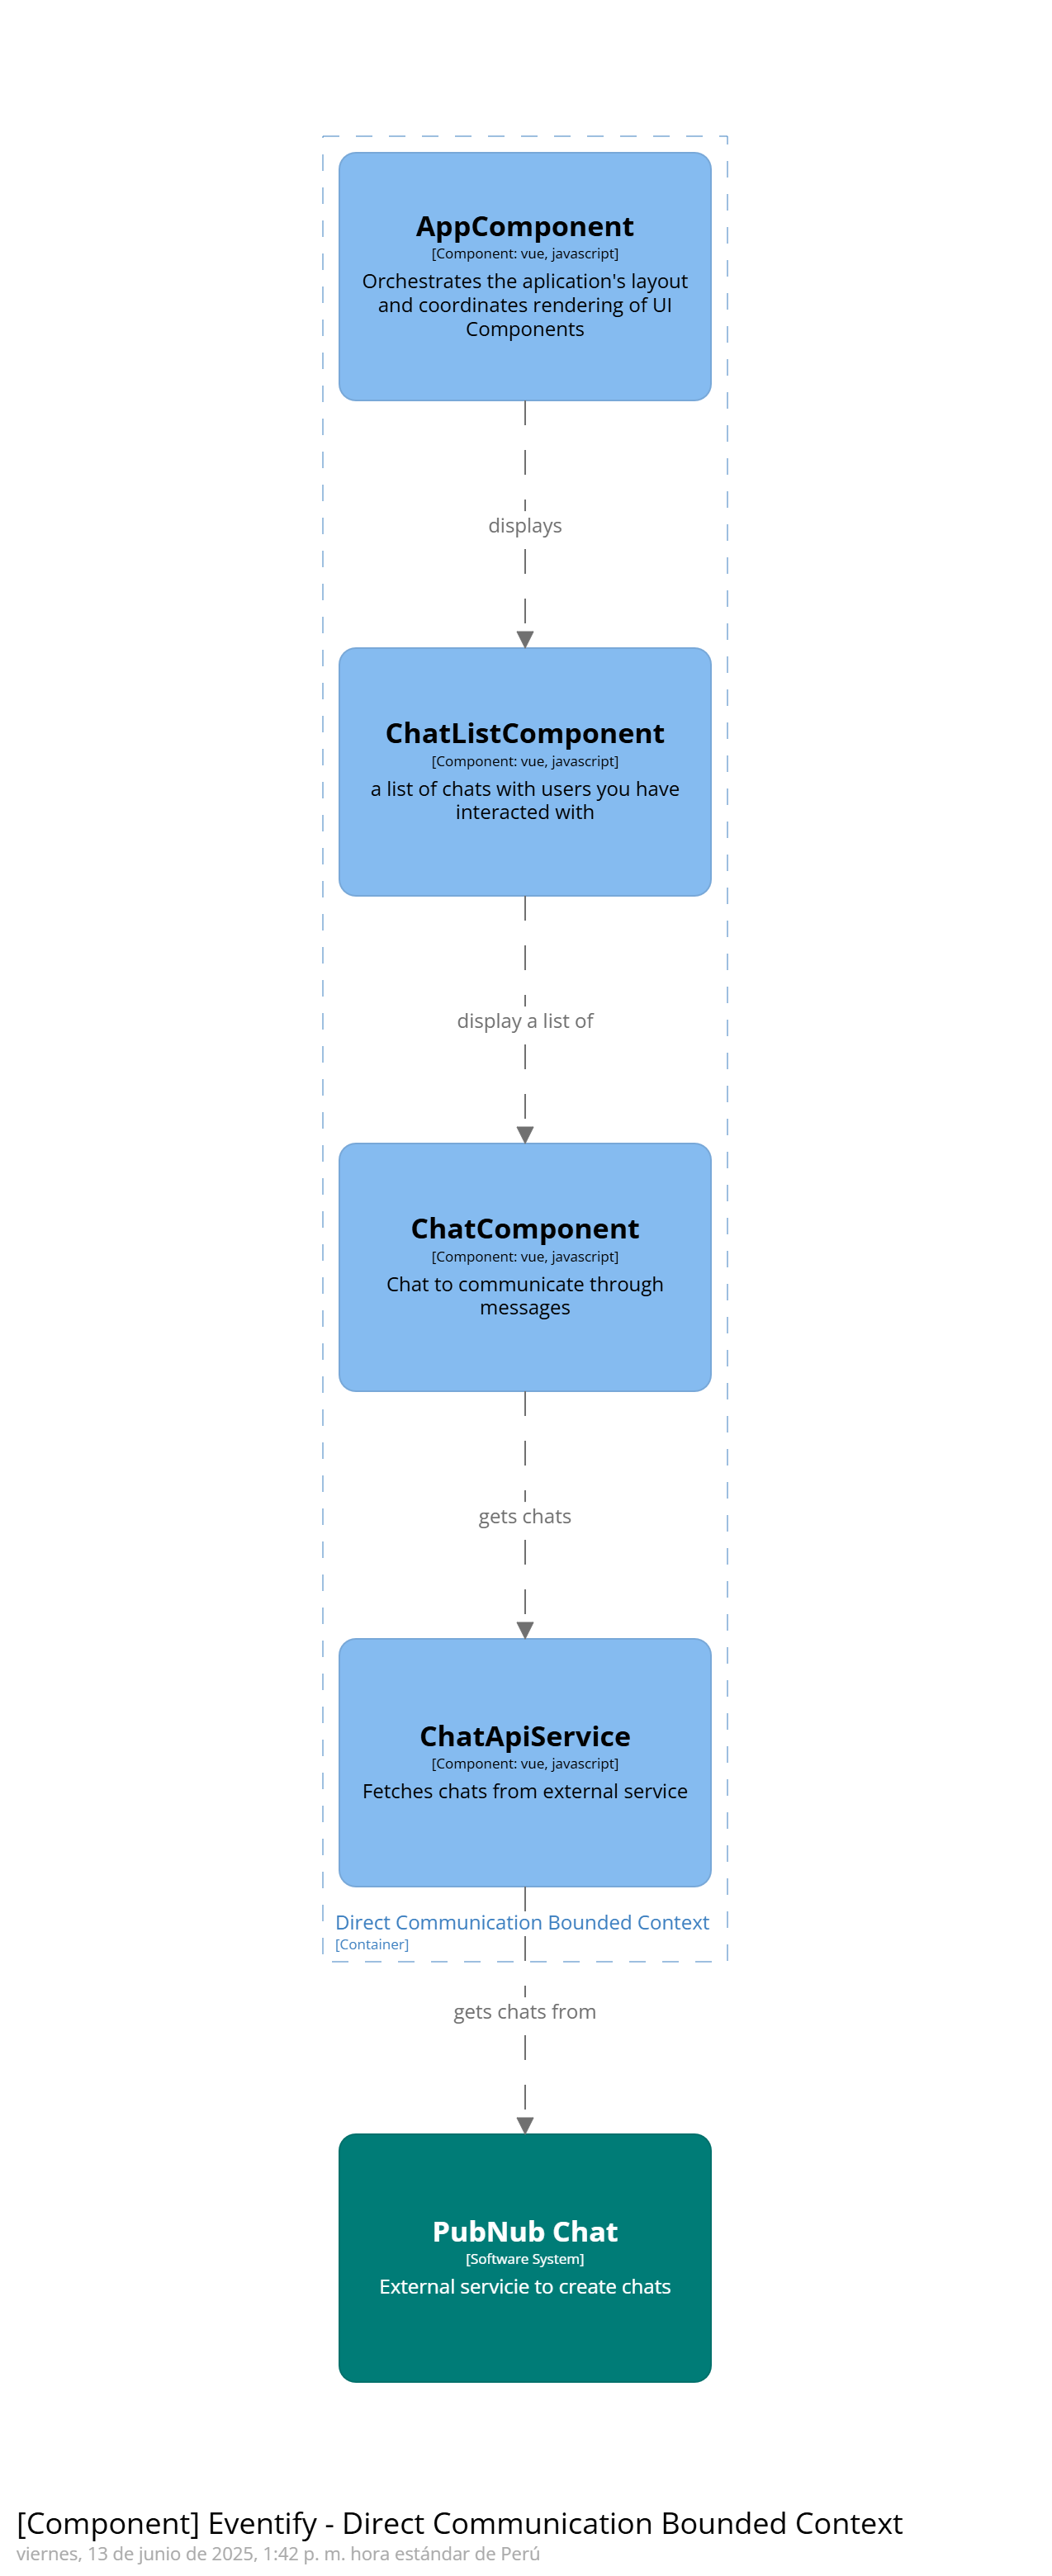 AppComponent
[Component: vue, javascript]
Orchestrates the aplication's layout
and coordinates rendering of UI
Components
displays
ChatListComponent
[Component: vue, javascript]
a list of chats with users you have
interacted with
display a list of
ChatComponent
[Component: vue, javascript]
Chat to communicate through
messages
gets chats
ChatApiService
[Component: vue, javascript]
Fetches chats from external service
Direct Communication Bounded Context
[Container]
gets chats from
PubNub Chat
[Software System]
External servicie to create chats
[Component] Eventify - Direct Communication Bounded Context
viernes, 13 de junio de 2025, 1:42 p. m. hora estándar de Perú